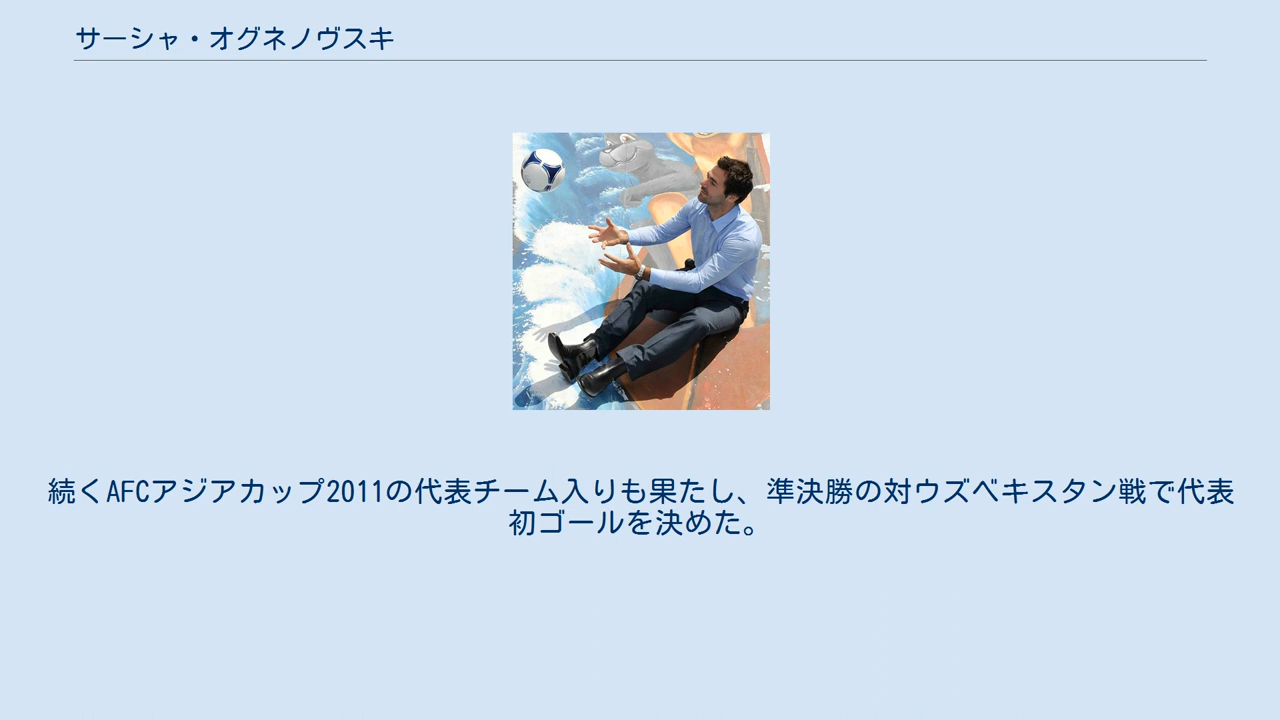 サーシャ・オグネノヴスキ
続くAFCアジアカップ2011の代表チーム入りも果たし、準決勝の対ウズベキスタン戦で代表
初ゴールを決めた。